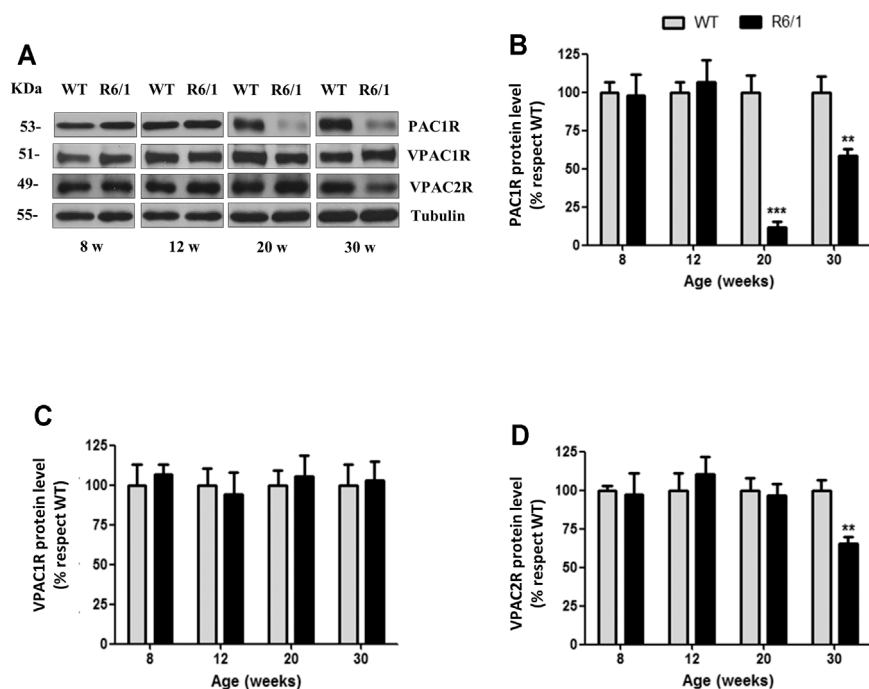 A
KDa
WT R6/1 WT R6/1 WT R6/1 WT R6/1
53- PAC1R
51- VPAC1R
49- VPAC2R
55- Tubulin
8 w 12 w 20 w 30 w
WT R6/1
B
PAC1R protein level
(% respect WT)
125
100
75
50
25
0
***
**
8 12 20 30
Age (weeks)
C
VPAC1R protein level
(% respect WT)
125
100
75
50
25
0
8 12 20 30
Age (weeks)
D
VPAC2R protein level
(% respect WT)
125
100
75
50
25
0
**
8 12 20 30
Age (weeks)